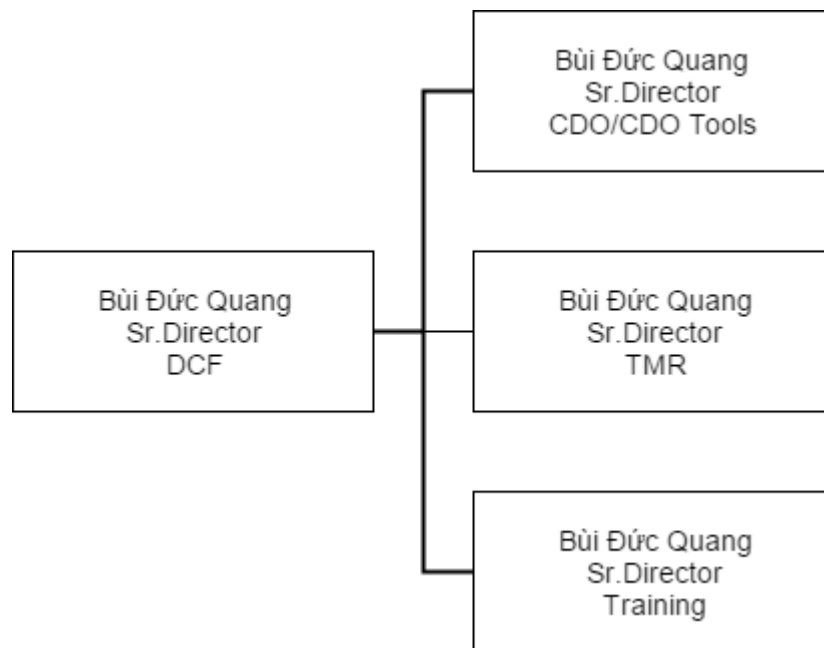 Bùi Đức Quang
Sr.Director
CDO/CDO Tools
Bùi Đức Quang
Sr.Director
DCF
Bùi Đức Quang
Sr.Director
TMR
Bùi Đức Quang
Sr.Director
Training